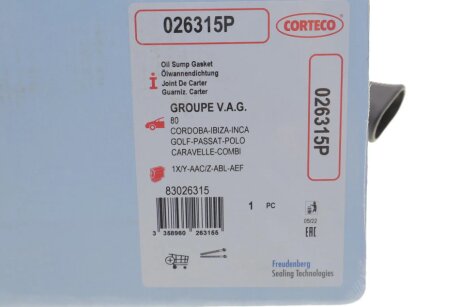 026315P
CORTECO
Oil Sump Gasket
Ölwannendichtung
Joint De Carter
Guarniz. Carter
GROUPE V.A.G.
80
CORDOBA-IBIZA-INCA
GOLF-PASSAT-POLO
CARAVELLE-COMBI
1X/Y-AAC/Z-ABL-AEF
83026315
1 PC
3 358960 263155
05/22
EAC
026315P
Freudenberg
Sealing Technologies